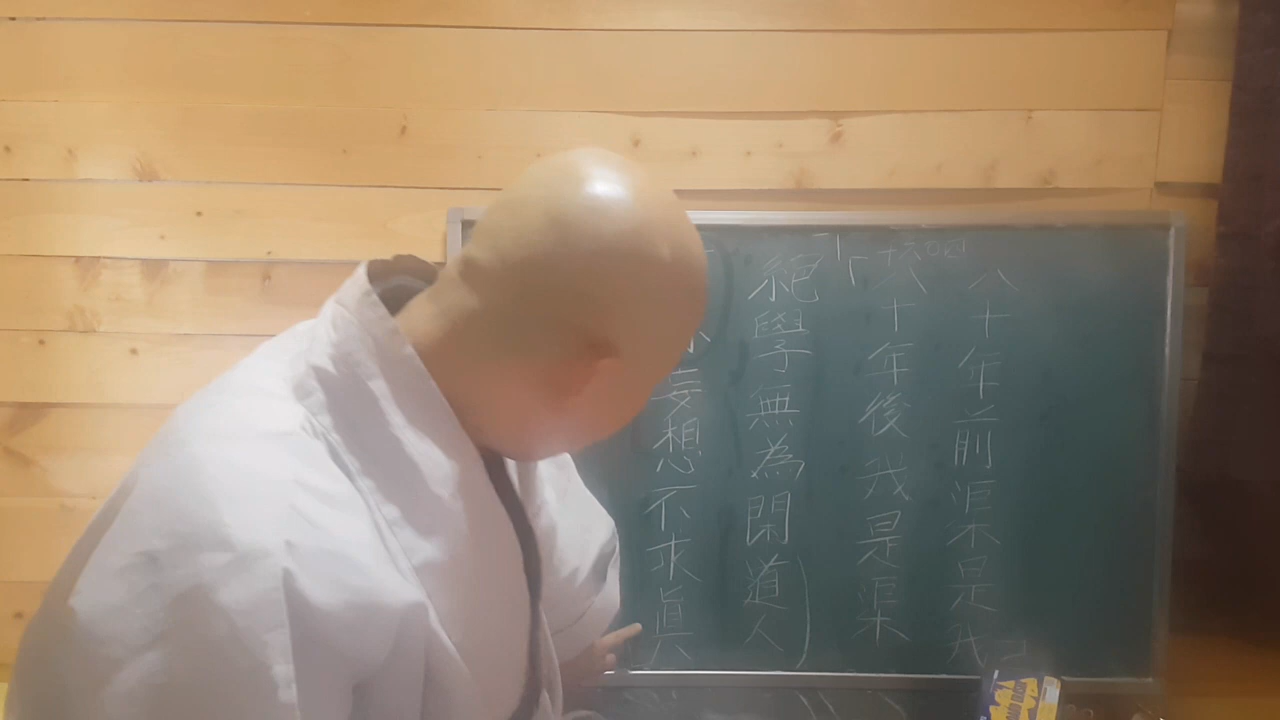 八十年前渠是我
八十年後我是渠
絕學無為閑道人
妄想不求眞